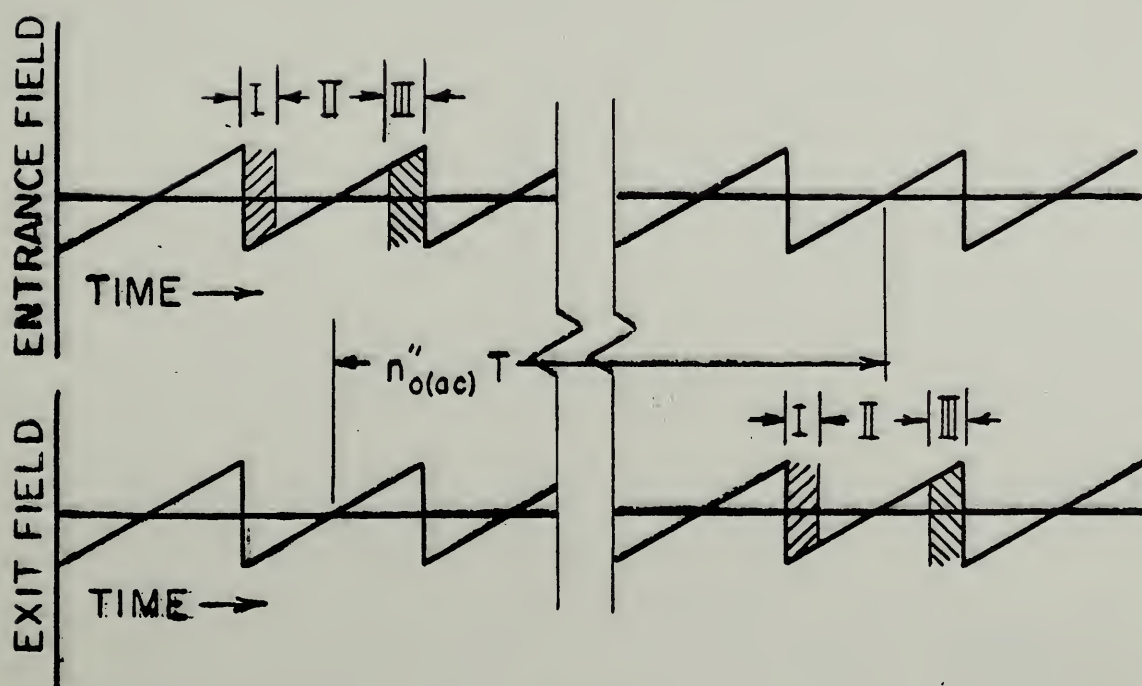 ENTRANCE FIELD
I II III
TIME
n″o(ac) T
I II III
EXIT FIELD
TIME